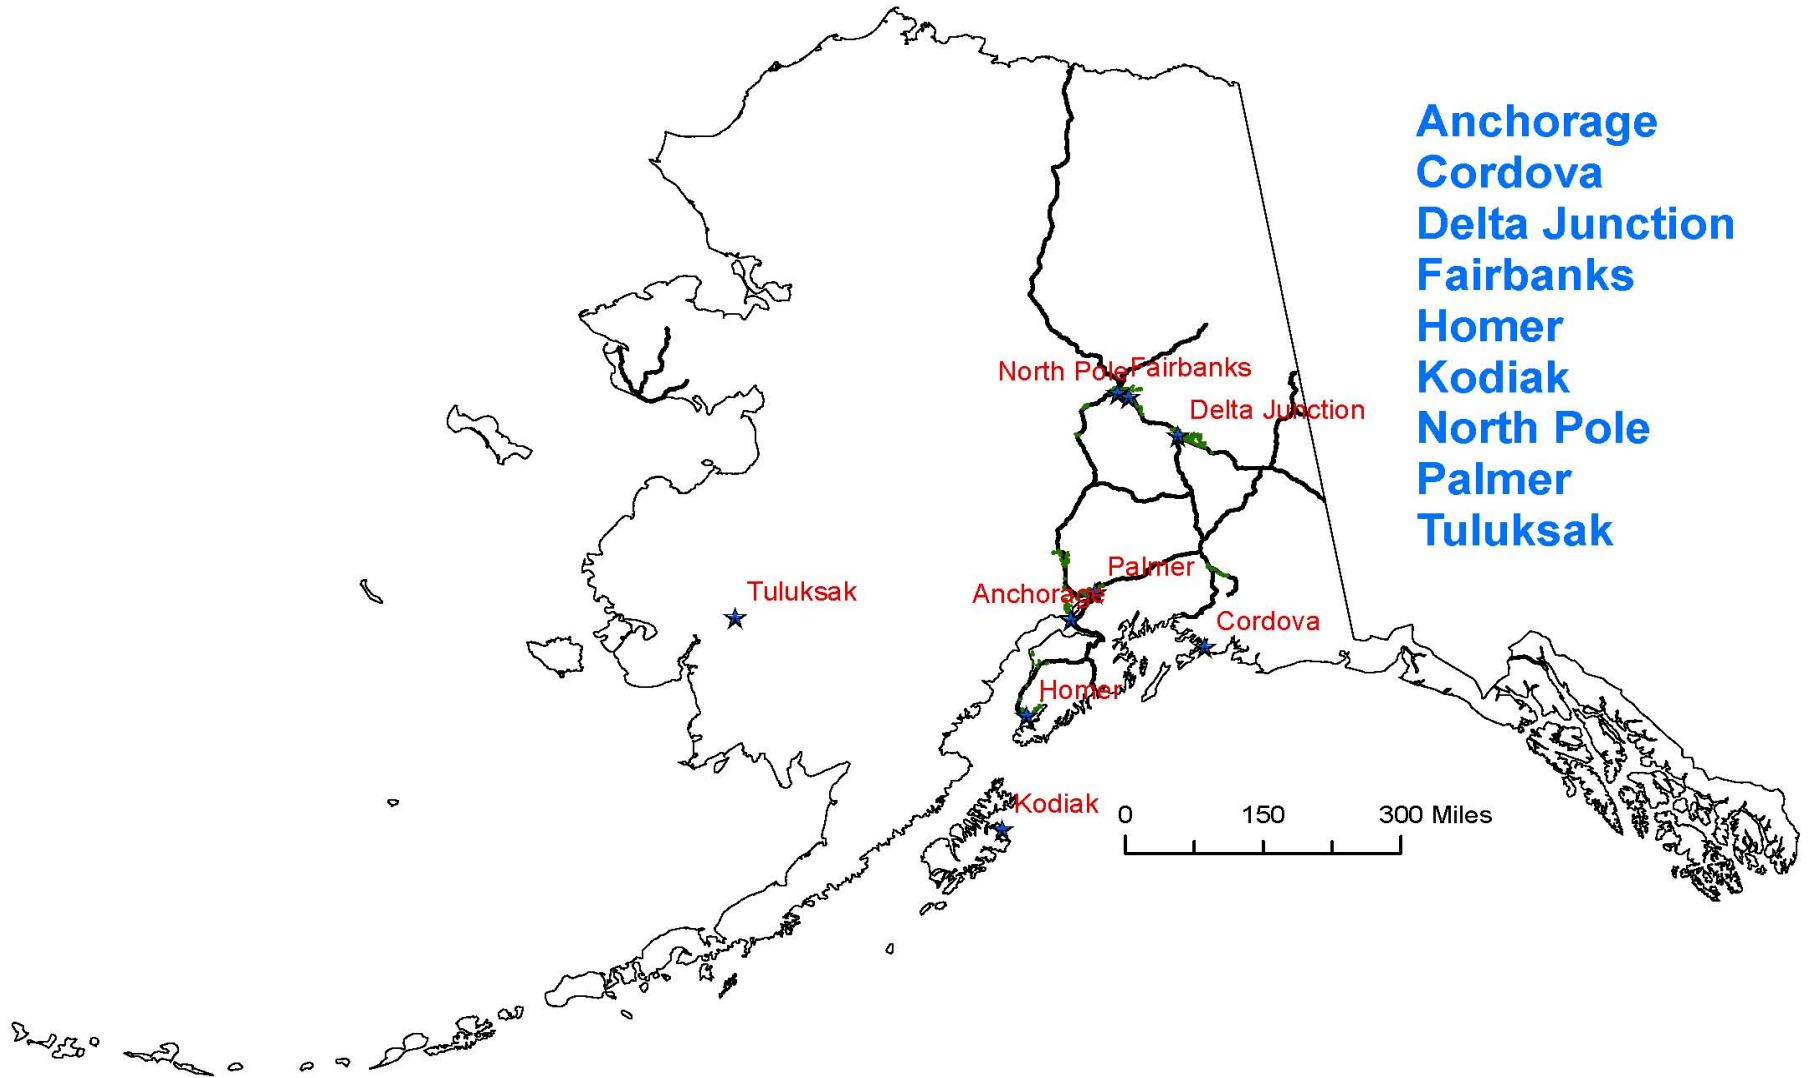 Anchorage
Cordova
Delta Junction
Fairbanks
Homer
Kodiak
North Pole
Palmer
Tuluksak
North Pole
Fairbanks
Delta Junction
Palmer
Tuluksak
Anchorage
Cordova
Homer
Kodiak
0 150 300 Miles